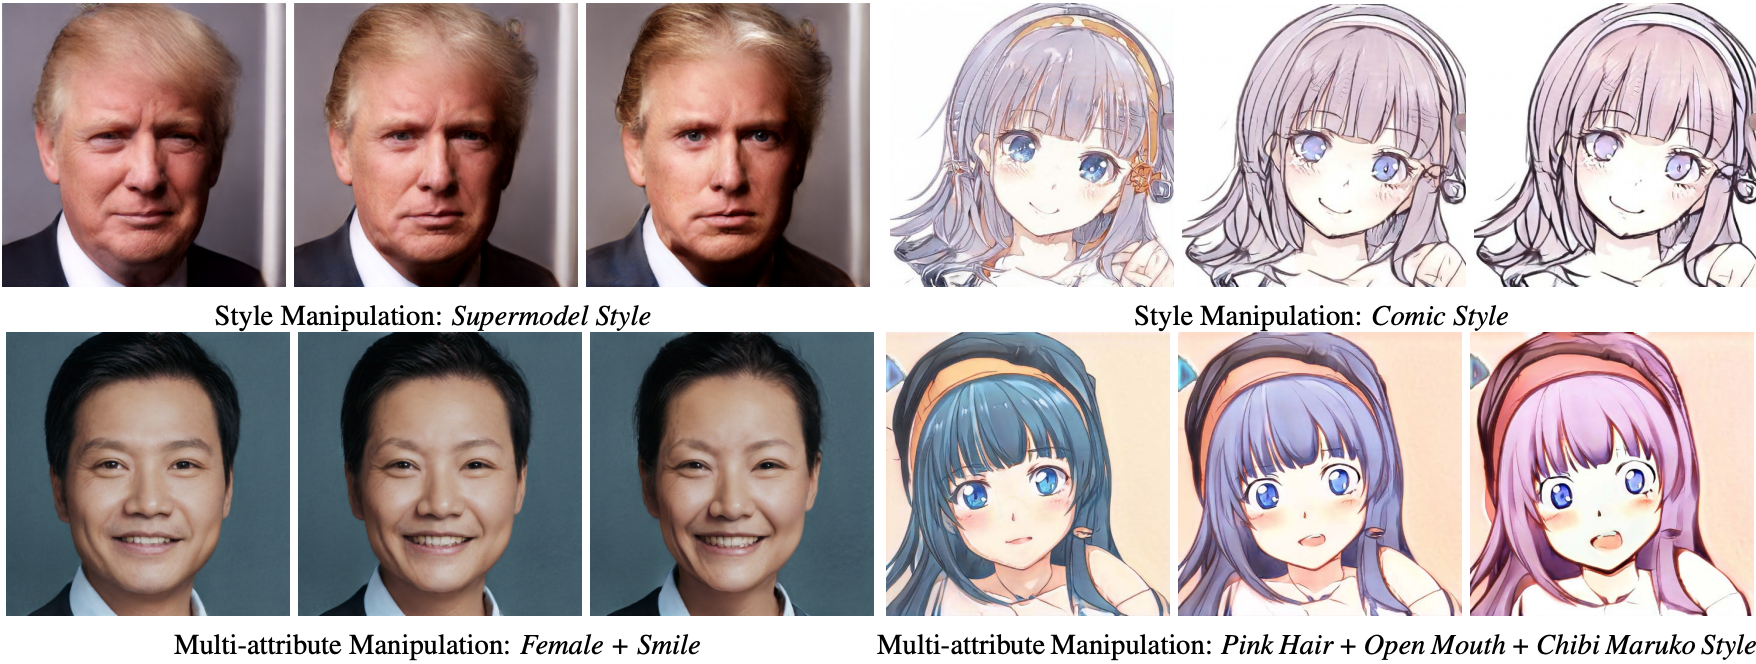 Style Manipulation: Supermodel Style
Style Manipulation: Comic Style
Multi-attribute Manipulation: Female + Smile
Multi-attribute Manipulation: Pink Hair + Open Mouth + Chibi Maruko Style